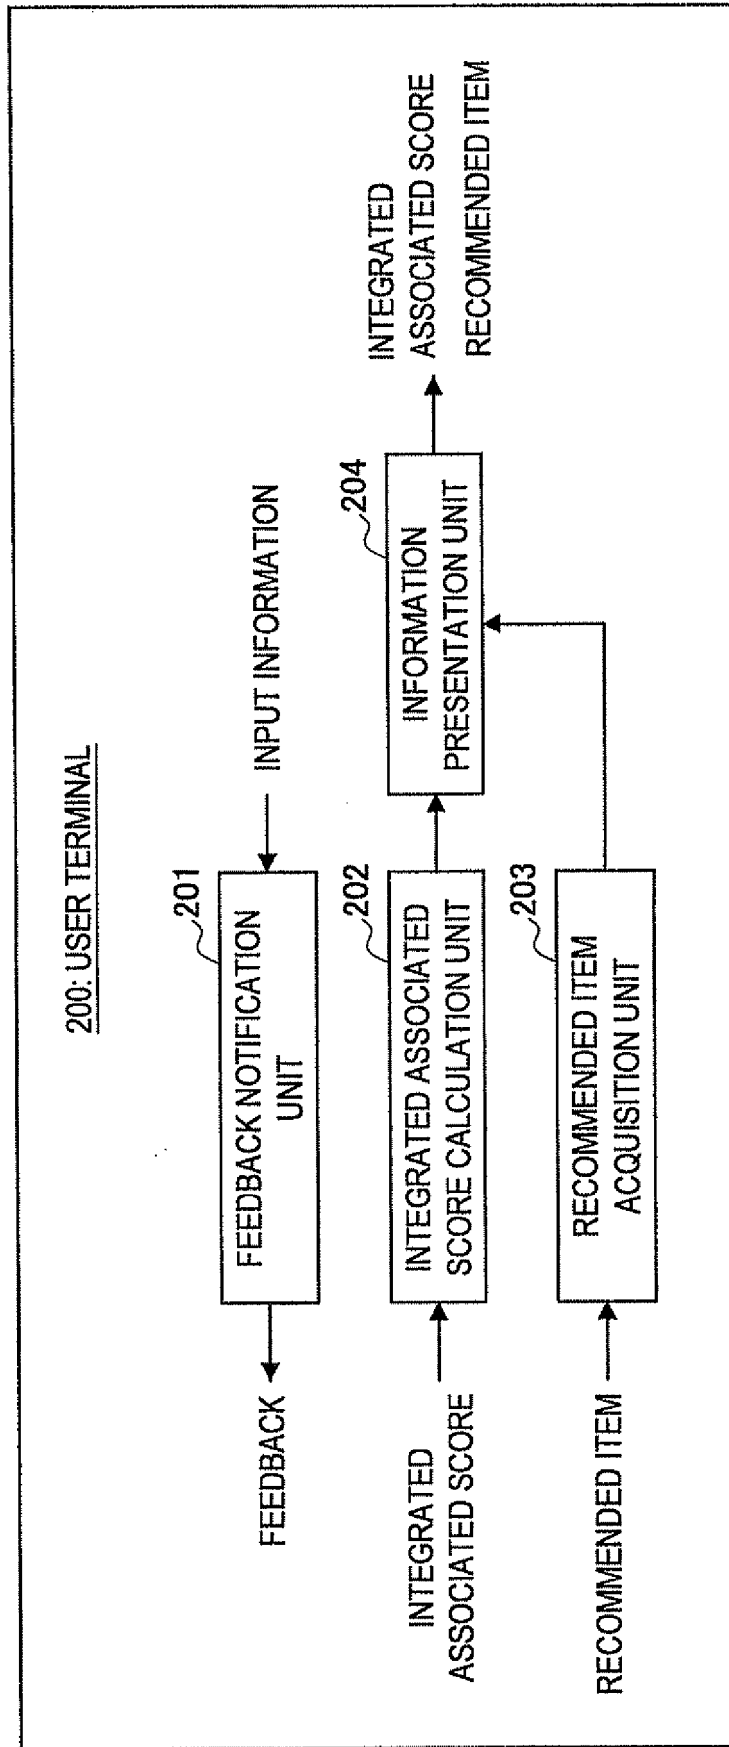 200: USER TERMINAL
201
FEEDBACK
FEEDBACK NOTIFICATION
UNIT
INPUT INFORMATION
202
204
INTEGRATED
ASSOCIATED SCORE
INTEGRATED ASSOCIATED
SCORE CALCULATION UNIT
INFORMATION
PRESENTATION UNIT
INTEGRATED
ASSOCIATED SCORE
RECOMMENDED ITEM
203
RECOMMENDED ITEM
RECOMMENDED ITEM
ACQUISITION UNIT